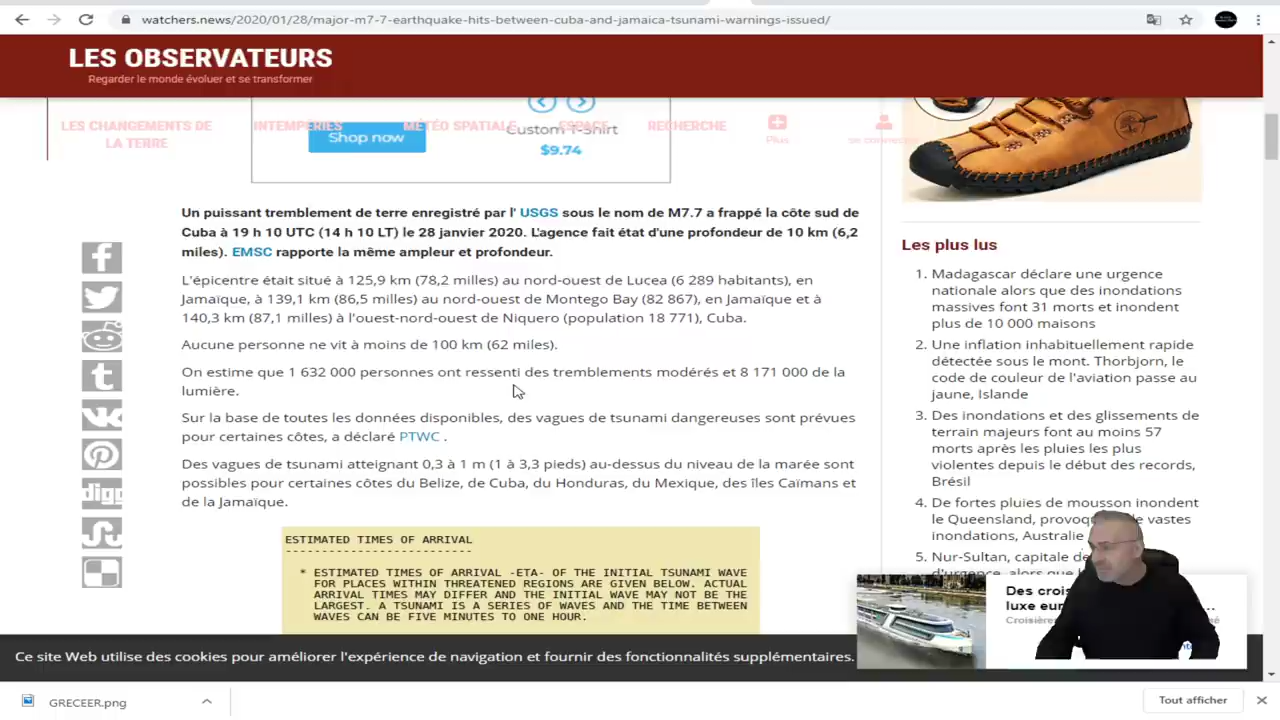 watchers.news/2020/01/28/major-m7-7-earthquake-hits-between-cuba-and-jamaica-tsunami-warnings-issued/
LES OBSERVATEURS
Regarder le monde évoluer et se transformer
LES CHANGEMENTS DE
LA TERRE
INTEMPÉRIES
MÉTÉO SPATIALE
ESPACE
RECHERCHE
Plus
se connecter
Shop now
Custom T-Shirt
$9.74
Un puissant tremblement de terre enregistré par l' USGS sous le nom de M7.7 a frappé la côte sud de
Cuba à 19 h 10 UTC (14 h 10 LT) le 28 janvier 2020. L'agence fait état d'une profondeur de 10 km (6,2
miles). EMSC rapporte la même ampleur et profondeur.
L'épicentre était situé à 125,9 km (78,2 milles) au nord-ouest de Lucea (6 289 habitants), en
Jamaïque, à 139,1 km (86,5 milles) au nord-ouest de Montego Bay (82 867), en Jamaïque et à
140,3 km (87,1 milles) à l'ouest-nord-ouest de Niquero (population 18 771), Cuba.
Aucune personne ne vit à moins de 100 km (62 miles).
On estime que 1 632 000 personnes ont ressenti des tremblements modérés et 8 171 000 de la
lumière.
Sur la base de toutes les données disponibles, des vagues de tsunami dangereuses sont prévues
pour certaines côtes, a déclaré PTWC .
Des vagues de tsunami atteignant 0,3 à 1 m (1 à 3,3 pieds) au-dessus du niveau de la marée sont
possibles pour certaines côtes du Belize, de Cuba, du Honduras, du Mexique, des îles Caïmans et
de la Jamaïque.
ESTIMATED TIMES OF ARRIVAL
--------------------------
* ESTIMATED TIMES OF ARRIVAL -ETA- OF THE INITIAL TSUNAMI WAVE
FOR PLACES WITHIN THREATENED REGIONS ARE GIVEN BELOW. ACTUAL
ARRIVAL TIMES MAY DIFFER AND THE INITIAL WAVE MAY NOT BE THE
LARGEST. A TSUNAMI IS A SERIES OF WAVES AND THE TIME BETWEEN
WAVES CAN BE FIVE MINUTES TO ONE HOUR.
digg
Les plus lus
1. Madagascar déclare une urgence
nationale alors que des inondations
massives font 31 morts et inondent
plus de 10 000 maisons
2. Une inflation inhabituellement rapide
détectée sous le mont. Thorbjorn, le
code de couleur de l'aviation passe au
jaune, Islande
3. Des inondations et des glissements de
terrain majeurs font au moins 57
morts après les pluies les plus
violentes depuis le début des records,
Brésil
4. De fortes pluies de mousson inondent
le Queensland, de vastes
inondations, Australie
5. Nur-Sultan, capitale
d'urgence, alors que
Des
luxe
Ce site Web utilise des cookies pour améliorer l'expérience de navigation et fournir des fonctionnalités supplémentaires.
GRECEER.png
Tout afficher